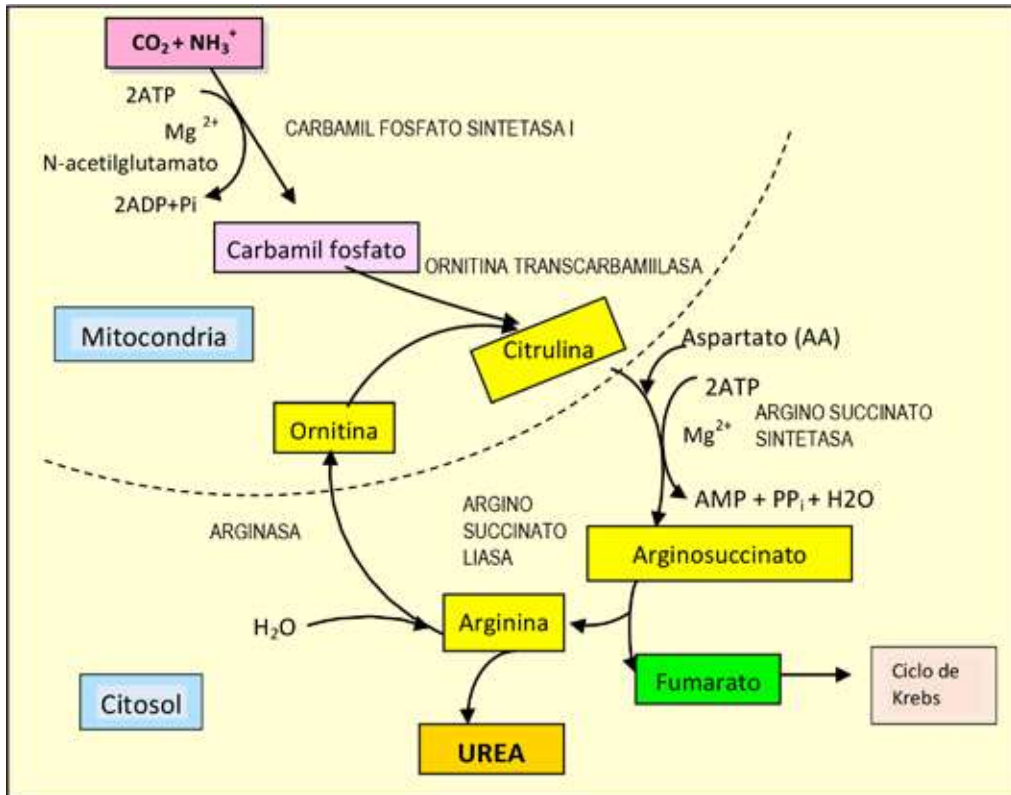 CO₂ + NH₃⁺
2ATP
Mg ²⁺
N-acetilglutamato
2ADP+Pi
CARBAMIL FOSFATO SINTETASA I
Carbamil fosfato
ORNITINA TRANSCARBAMIILASA
Mitocondria
Citrulina
Aspartato (AA)
2ATP
Mg²⁺
ARGINO SUCCINATO
SINTETASA
Ornitina
AMP + PPᵢ + H2O
ARGINASA
ARGINO
SUCCINATO
LIASA
Arginosuccinato
H₂O
Arginina
Fumarato
Ciclo de
Krebs
Citosol
UREA